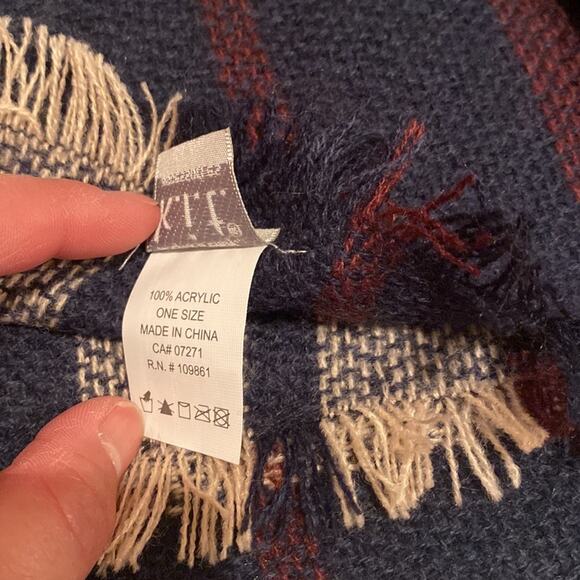 100% ACRYLIC
ONE SIZE
MADE IN CHINA
CA# 07271
R.N. # 109861